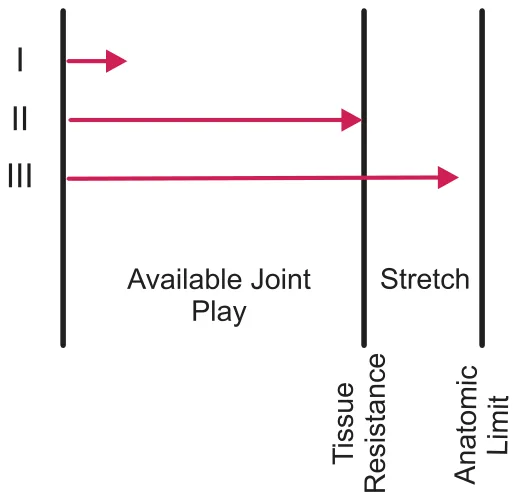 I
II
III
Available Joint
Play
Stretch
Tissue
Resistance
Anatomic
Limit